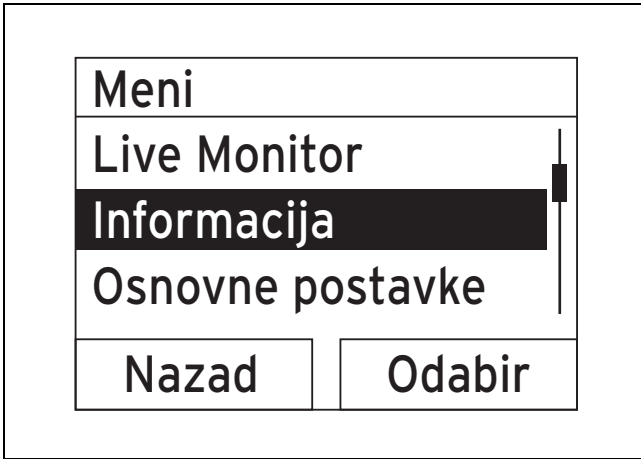 Meni
Live Monitor
Informacija
Osnovne postavke
Nazad Odabir